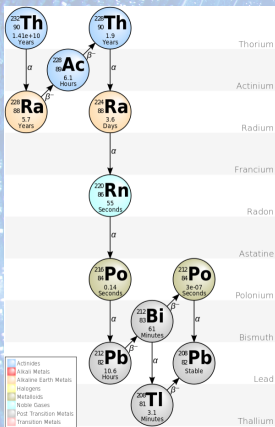 232
90
Th
1.41e+10
Years
228
90
Th
1.9
Years
Thorium
α
β⁻
β⁻
228
89
Ac
6.1
Hours
α
Actinium
228
88
Ra
5.7
Years
224
88
Ra
3.6
Days
Radium
α
Francium
220
86
Rn
55
Seconds
Radon
α
Astatine
216
84
Po
0.14
Seconds
212
84
Po
3e-07
Seconds
Polonium
α
β⁻
α
212
83
Bi
61
Minutes
Bismuth
β⁻
α
212
82
Pb
10.6
Hours
208
82
Pb
Stable
Lead
β⁻
208
81
Tl
3.1
Minutes
Thallium
Actinides
Alkali Metals
Alkaline Earth Metals
Halogens
Metalloids
Noble Gases
Post Transition Metals
Transition Metals